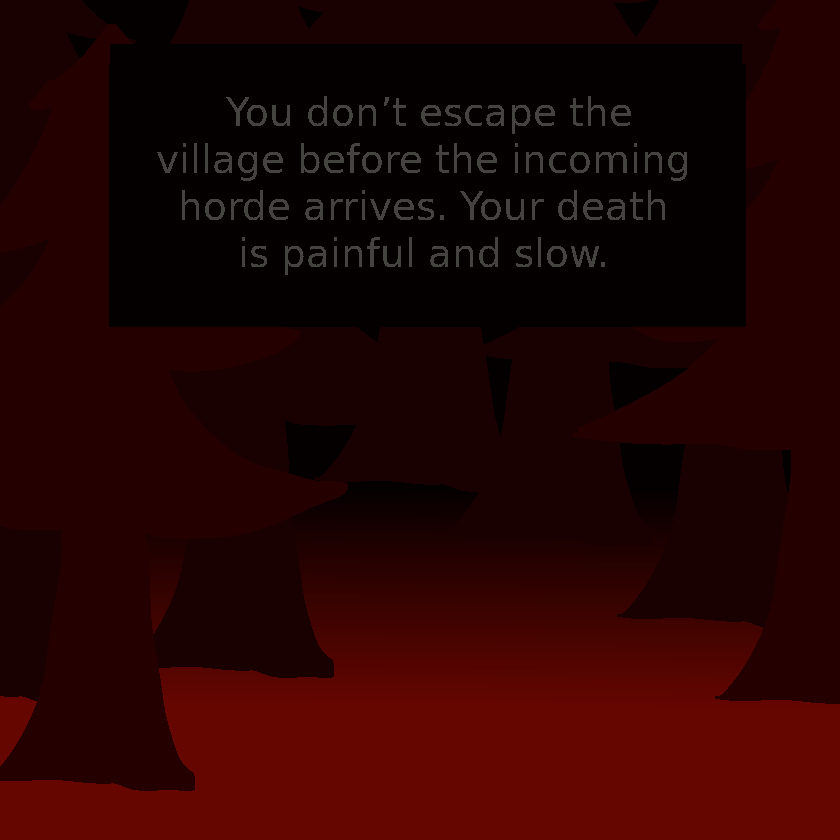 You don’t escape the
village before the incoming
horde arrives. Your death
is painful and slow.